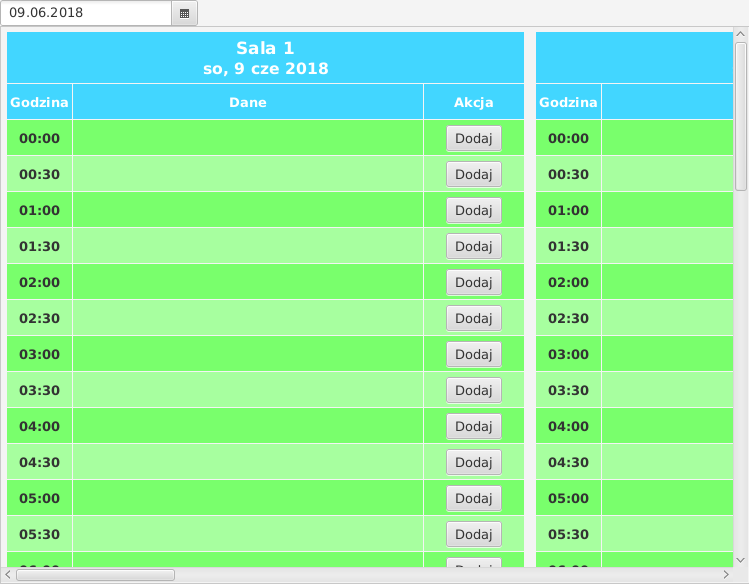 09.06.2018
Sala 1
so, 9 cze 2018
Godzina Dane Akcja Godzina
00:00 Dodaj 00:00
00:30 Dodaj 00:30
01:00 Dodaj 01:00
01:30 Dodaj 01:30
02:00 Dodaj 02:00
02:30 Dodaj 02:30
03:00 Dodaj 03:00
03:30 Dodaj 03:30
04:00 Dodaj 04:00
04:30 Dodaj 04:30
05:00 Dodaj 05:00
05:30 Dodaj 05:30